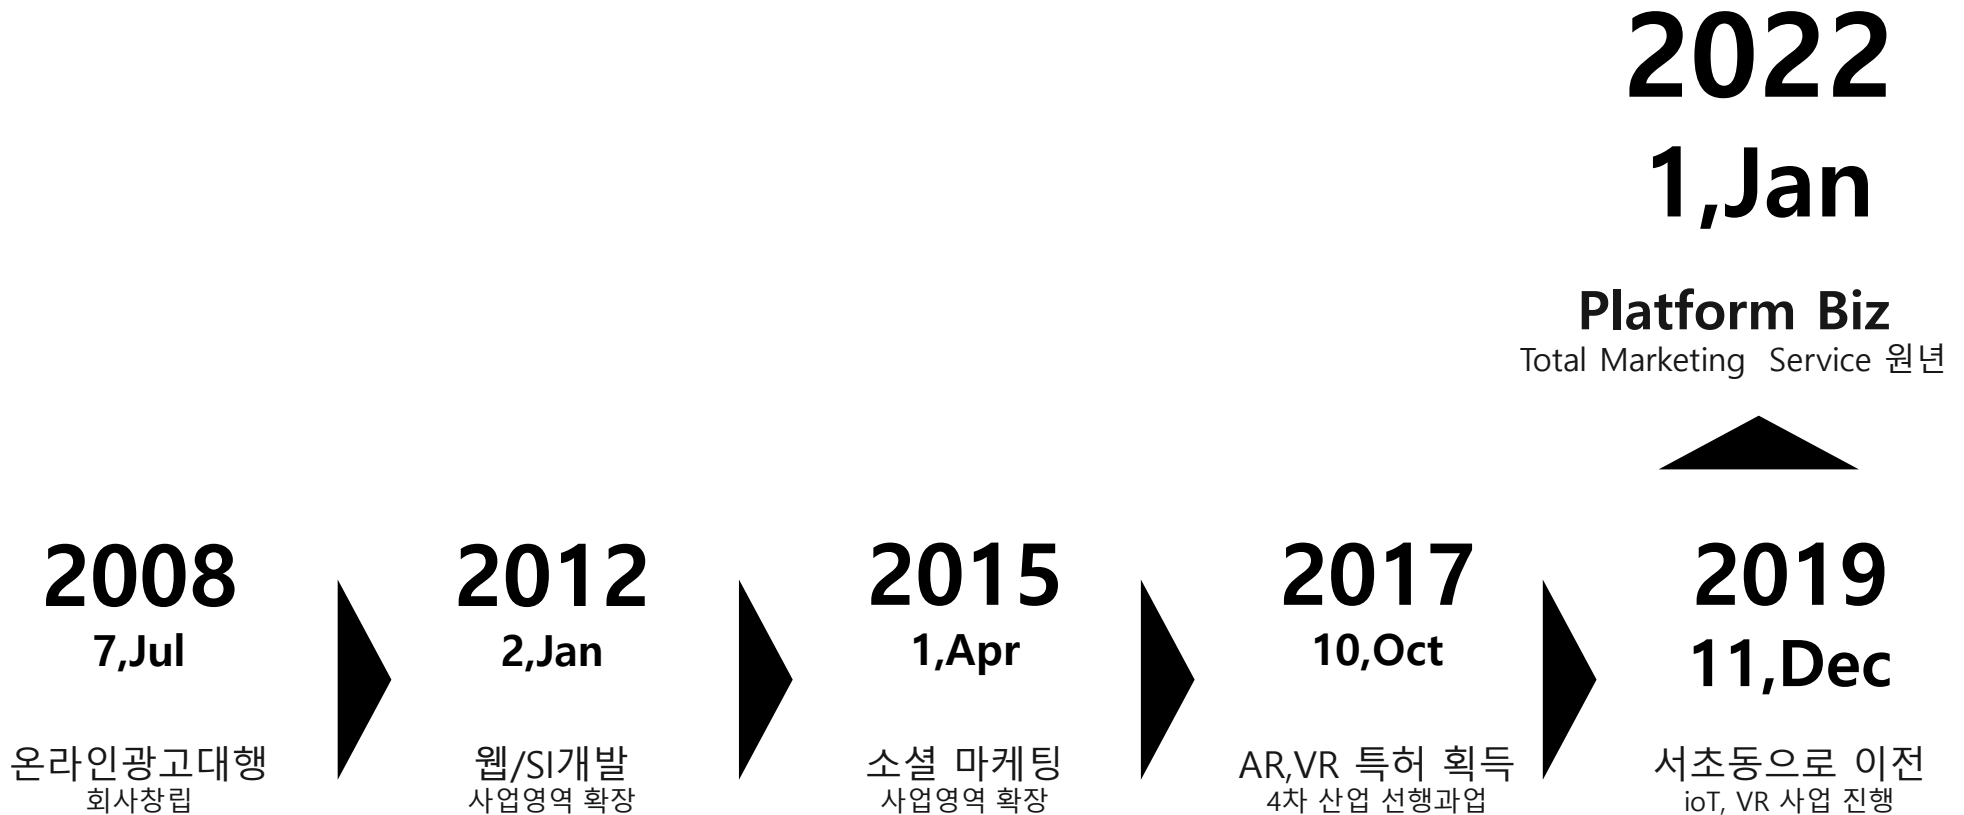 2022
1,Jan
Platform Biz
Total Marketing Service 원년
2008
7,Jul
온라인광고대행
회사창립
2012
2,Jan
웹/SI개발
사업영역 확장
2015
1,Apr
소셜 마케팅
사업영역 확장
2017
10,Oct
AR,VR 특허 획득
4차 산업 선행과업
2019
11,Dec
서초동으로 이전
ioT, VR 사업 진행